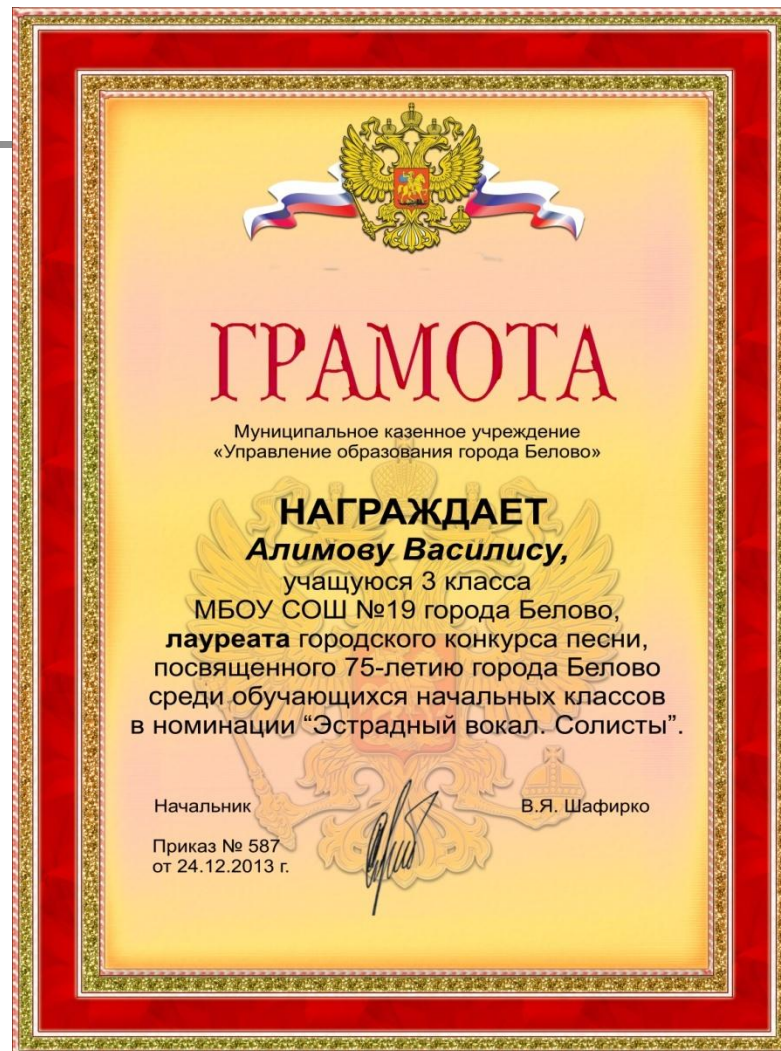 ГРАМОТА
Муниципальное казенное учреждение
«Управление образования города Белово»
НАГРАЖДАЕТ
Алимову Василису,
учащуюся 3 класса
МБОУ СОШ №19 города Белово,
лауреата городского конкурса песни,
посвященного 75-летию города Белово
среди обучающихся начальных классов
в номинации “Эстрадный вокал. Солисты”.
Начальник В.Я. Шафирко
Приказ № 587
от 24.12.2013 г.